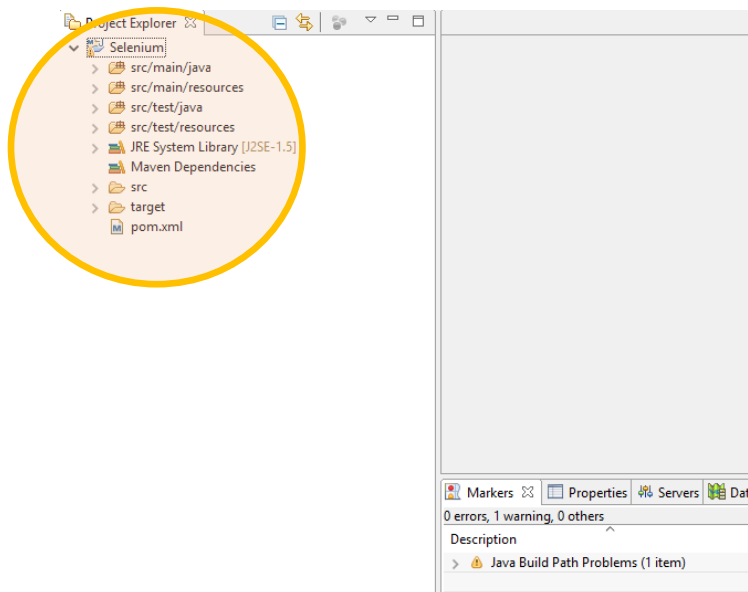 Project Explorer
Selenium
src/main/java
src/main/resources
src/test/java
src/test/resources
JRE System Library [J2SE-1.5]
Maven Dependencies
src
target
pom.xml
Markers Properties Servers Dat
0 errors, 1 warning, 0 others
Description
Java Build Path Problems (1 item)